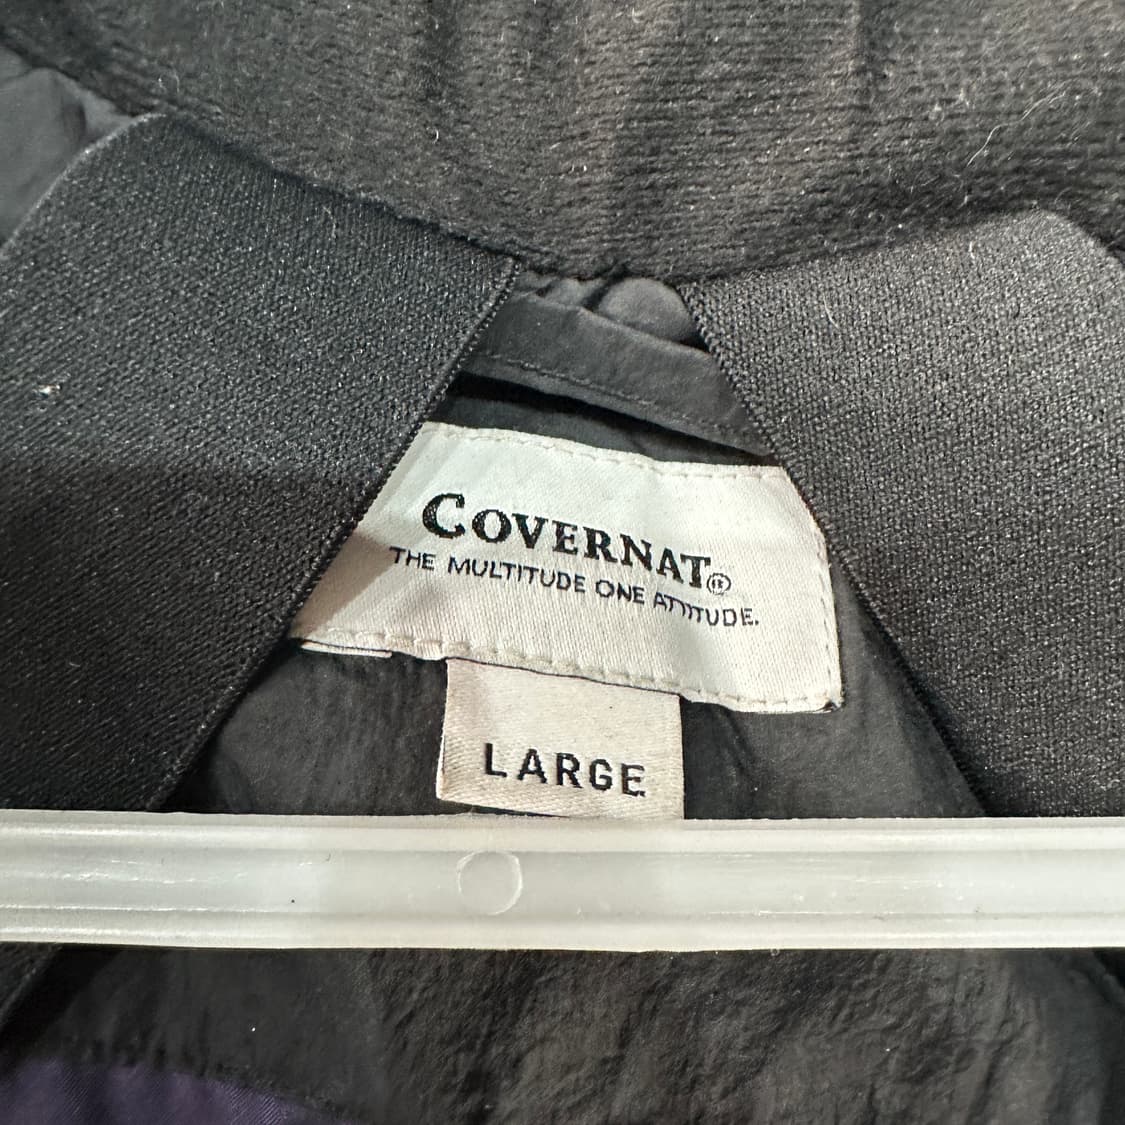 COVERNAT®
THE MULTITUDE ONE ATTITUDE.
LARGE